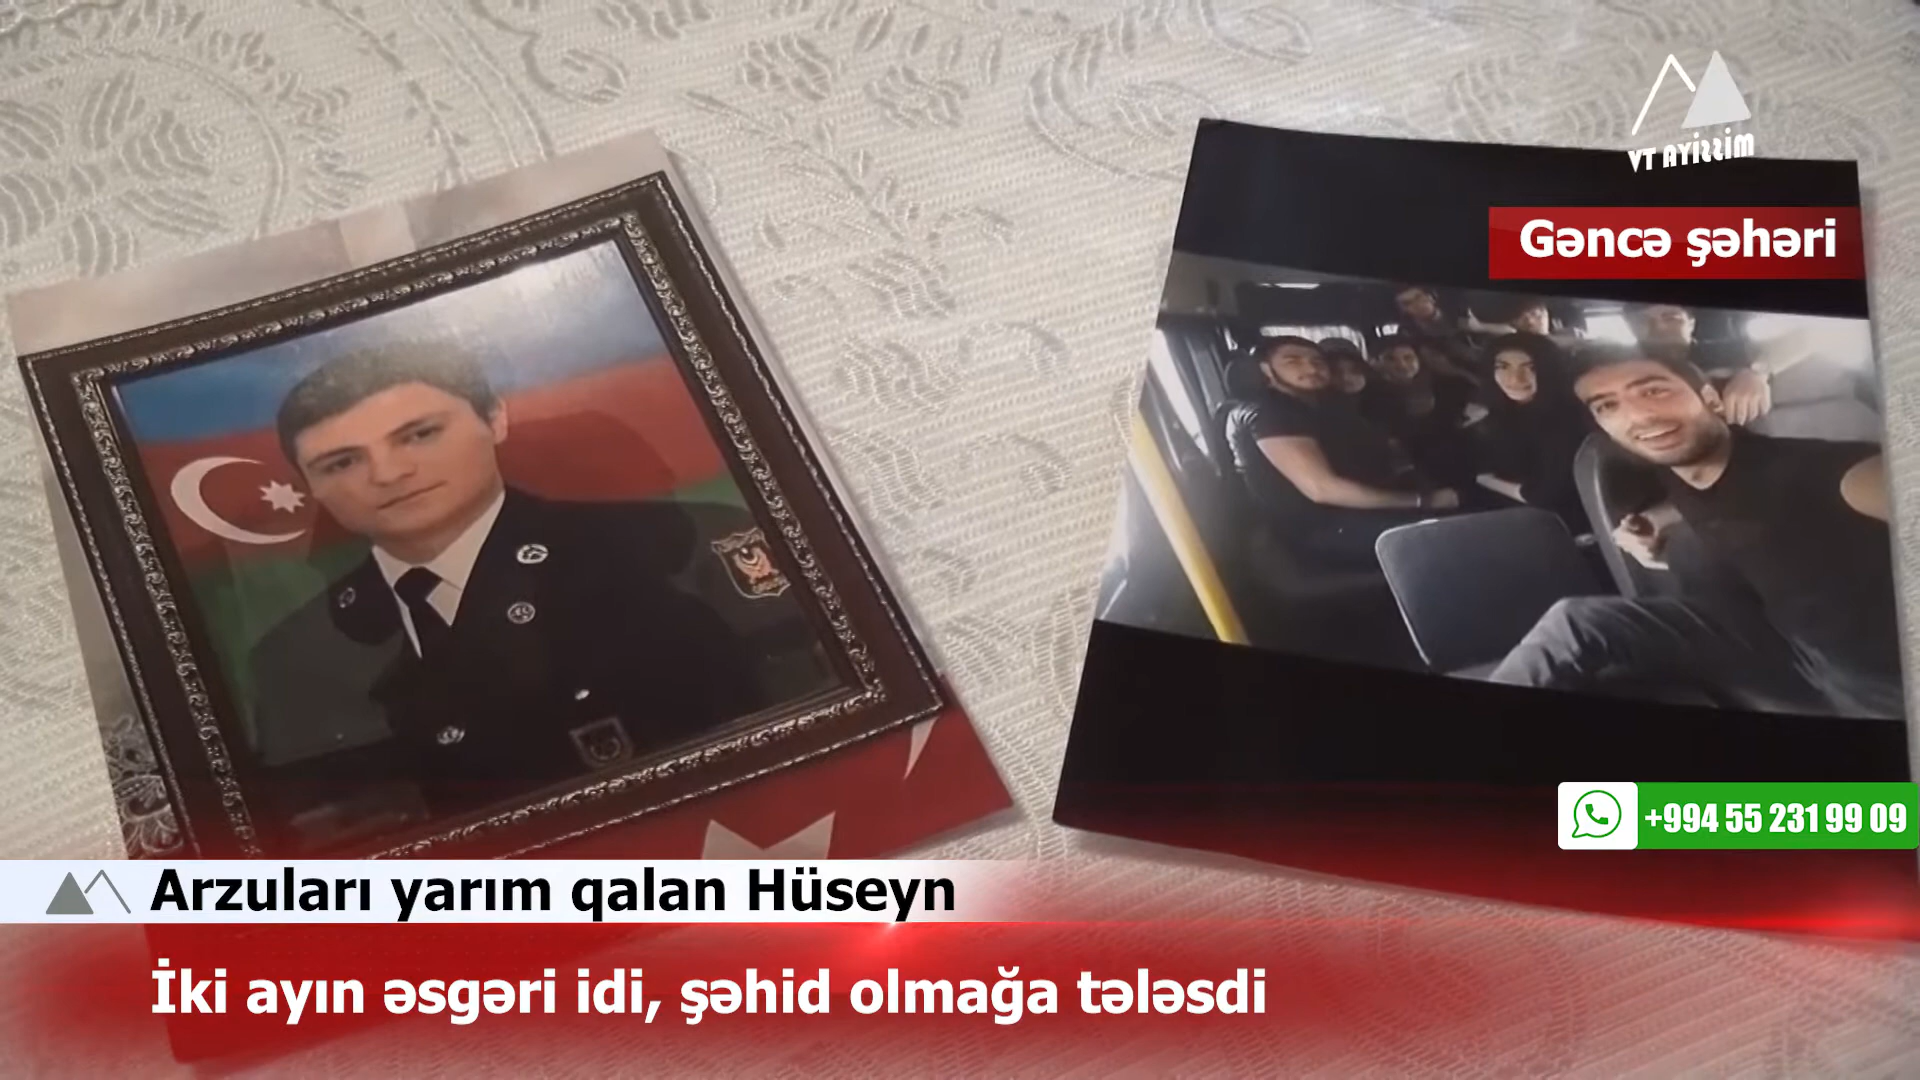 VT AYİSSİM
Gəncə şəhəri
+994 55 231 99 09
Arzuları yarım qalan Hüseyn
İki ayın əsgəri idi, şəhid olmağa tələsdi